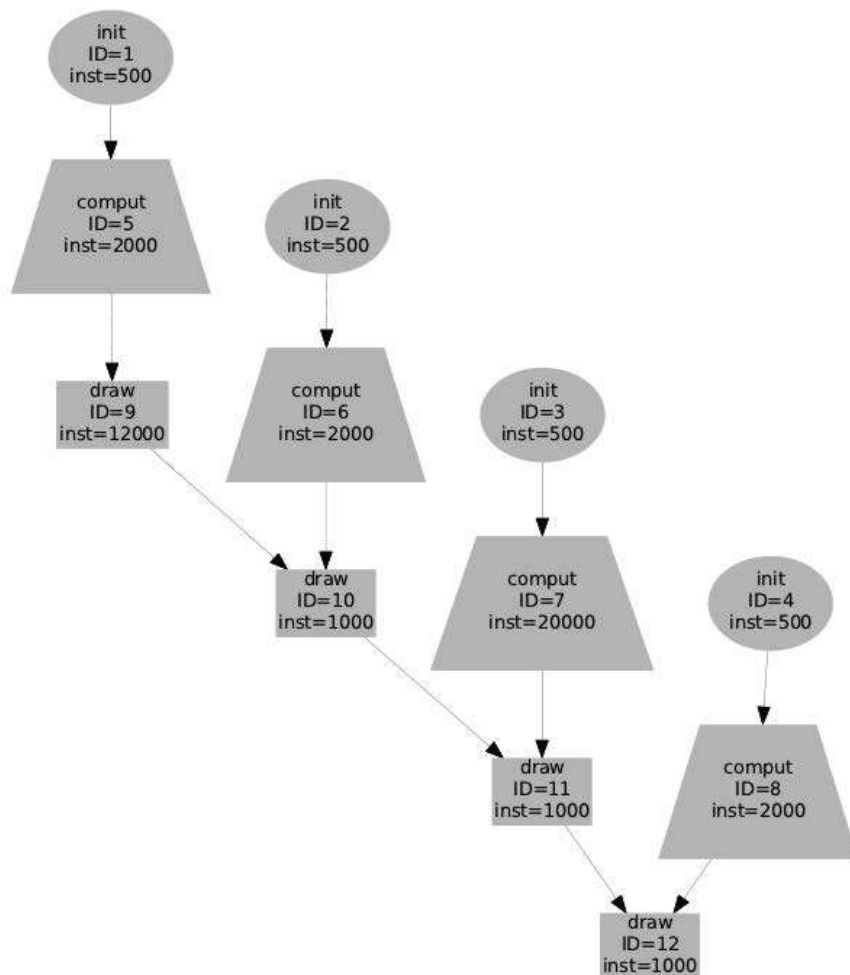 init
ID=1
inst=500
comput
ID=5
inst=2000
init
ID=2
inst=500
draw
ID=9
inst=12000
comput
ID=6
inst=2000
init
ID=3
inst=500
draw
ID=10
inst=1000
comput
ID=7
inst=20000
init
ID=4
inst=500
draw
ID=11
inst=1000
comput
ID=8
inst=2000
draw
ID=12
inst=1000